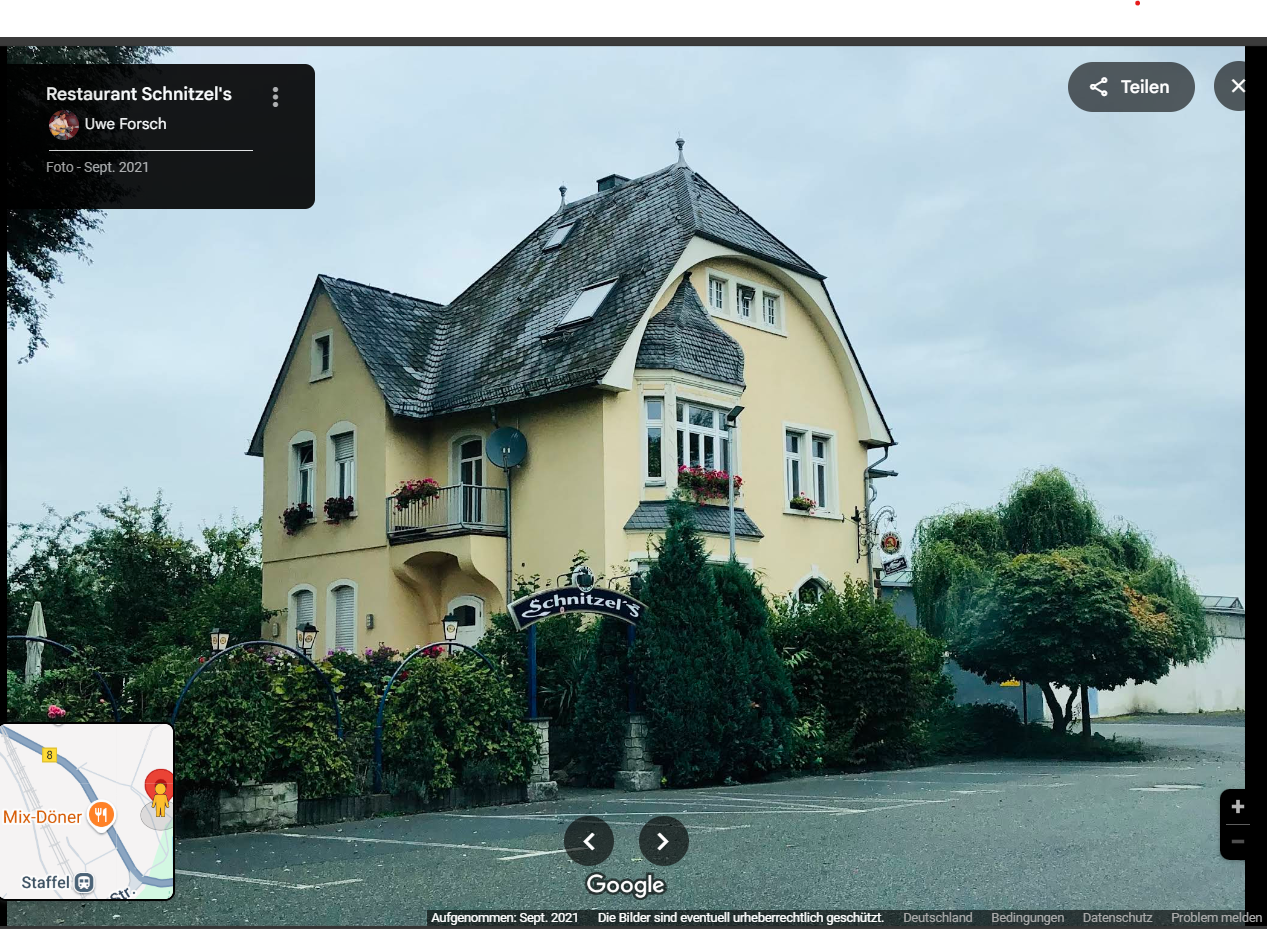 Restaurant Schnitzel's
Uwe Forsch
Foto - Sept. 2021
Teilen
Schnitzel's
8
Mix-Döner
Staffel
Str.
Google
Aufgenommen: Sept. 2021 Die Bilder sind eventuell urheberrechtlich geschützt. Deutschland Bedingungen Datenschutz Problem melden